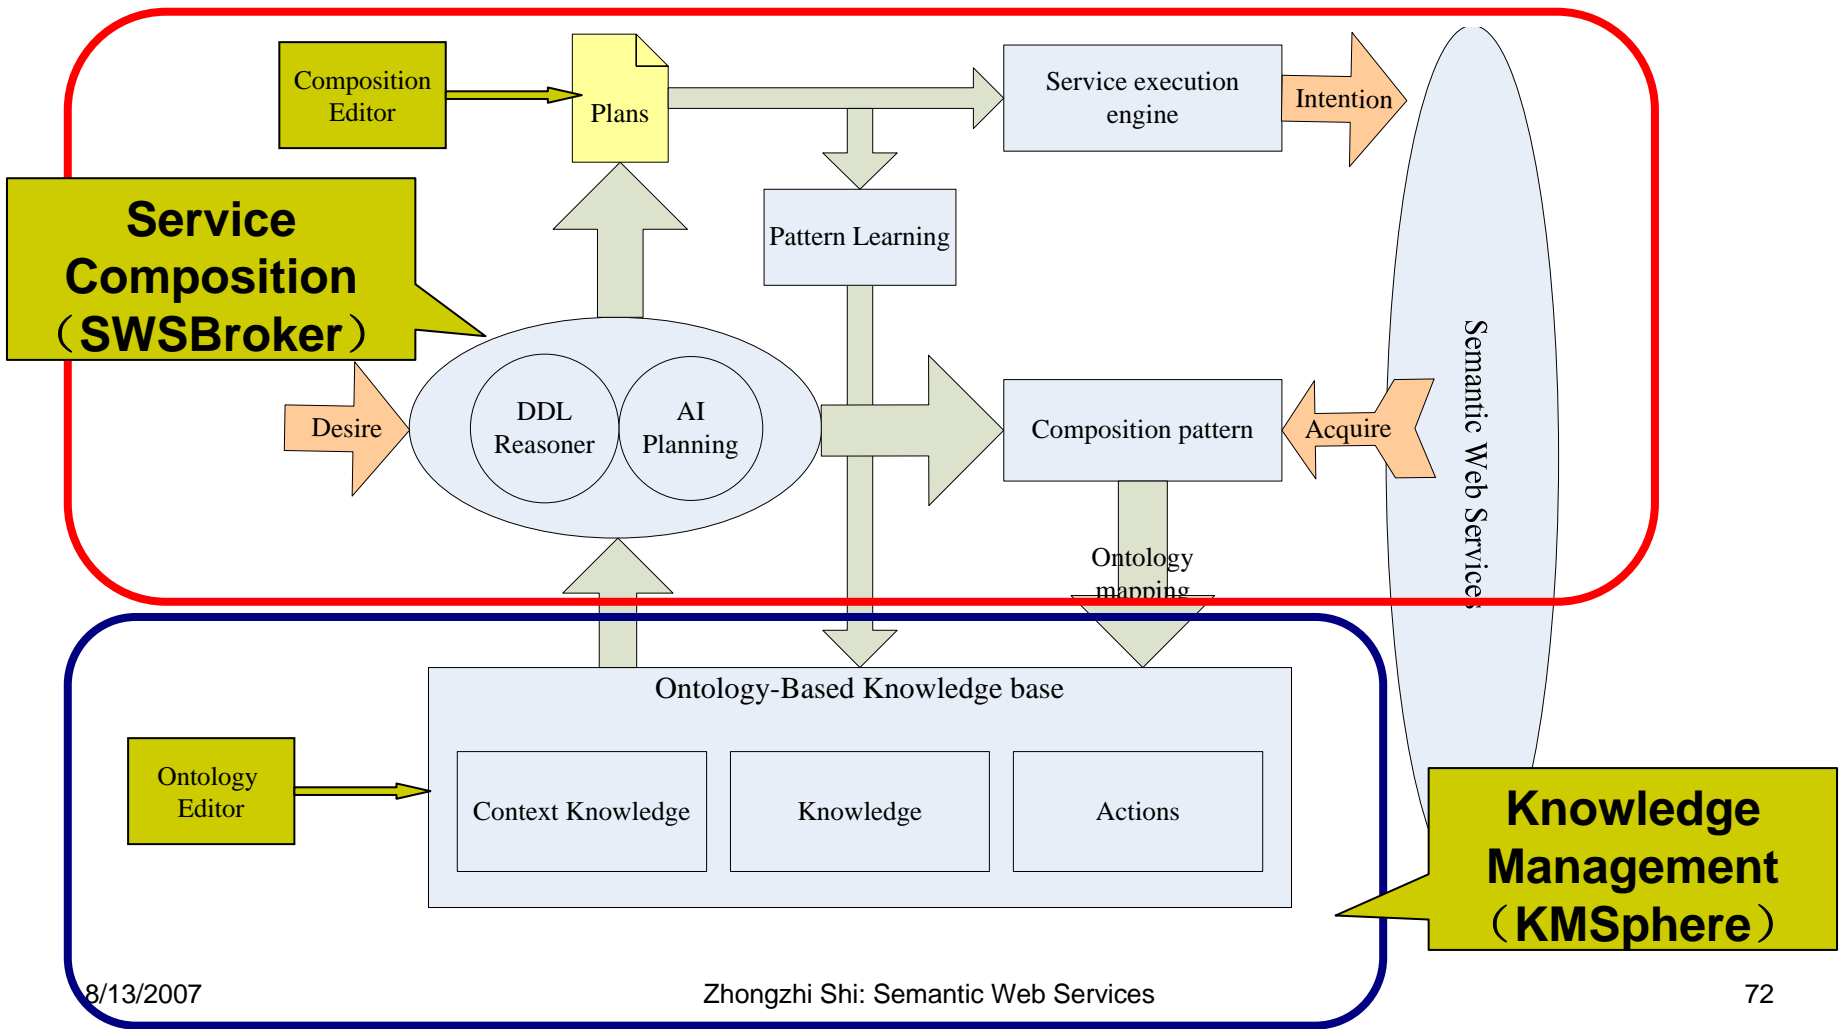 Composition
Editor
Plans
Service execution
engine
Intention
Service
Composition
（SWSBroker）
Pattern Learning
Desire
DDL
Reasoner
AI
Planning
Composition pattern
Acquire
Semantic Web Services
Ontology
mapping
Ontology-Based Knowledge base
Ontology
Editor
Context Knowledge
Knowledge
Actions
Knowledge
Management
（KMSphere）
8/13/2007
Zhongzhi Shi: Semantic Web Services
72